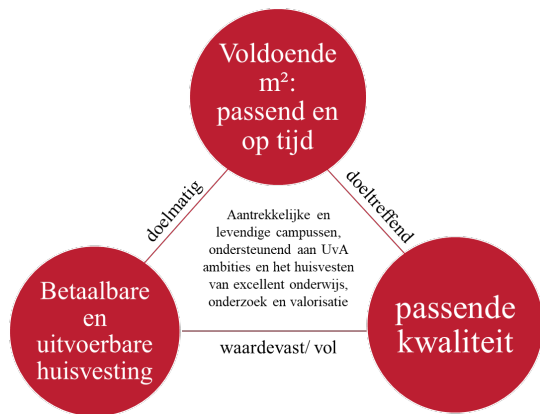 Voldoende
m²:
passend en
op tijd
doelmatig
doeltreffend
Aantrekkelijke en
levendige campussen,
ondersteunend aan UvA
ambities en het huisvesten
van excellent onderwijs,
onderzoek en valorisatie
Betaalbare
en
uitvoerbare
huisvesting
waardevast/ vol
passende
kwaliteit